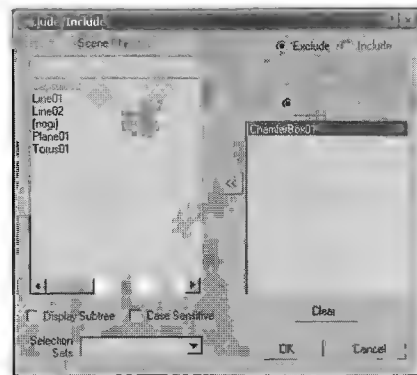 Exclude/Include
Scene
Exclude
Include
Line01
Line02
[nogi]
Plane01
Torus01
ChamferBox01
<<
Display Subtree
Case Sensitive
Clear
Selection
Sets
OK
Cancel